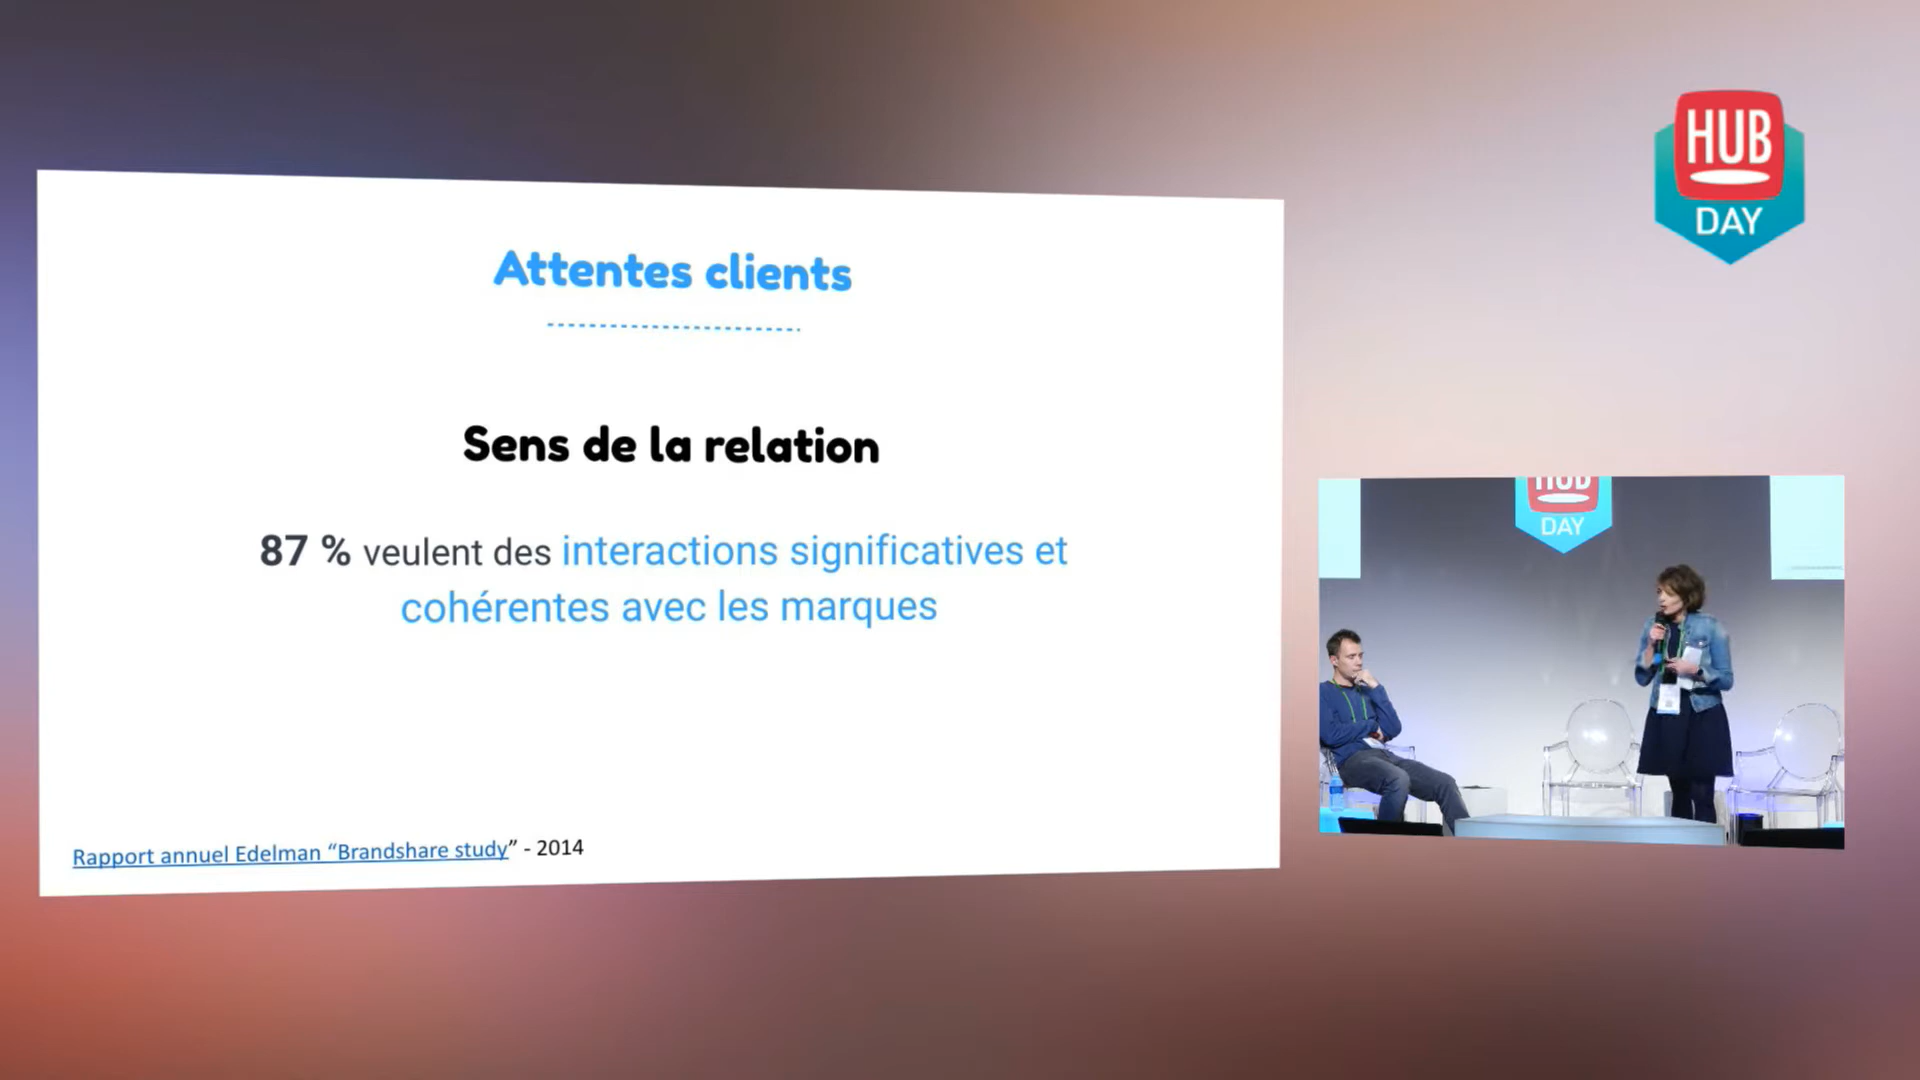 HUB
DAY
Attentes clients
Sens de la relation
87 % veulent des interactions significatives et
cohérentes avec les marques
Rapport annuel Edelman “Brandshare study” - 2014
HUB
DAY